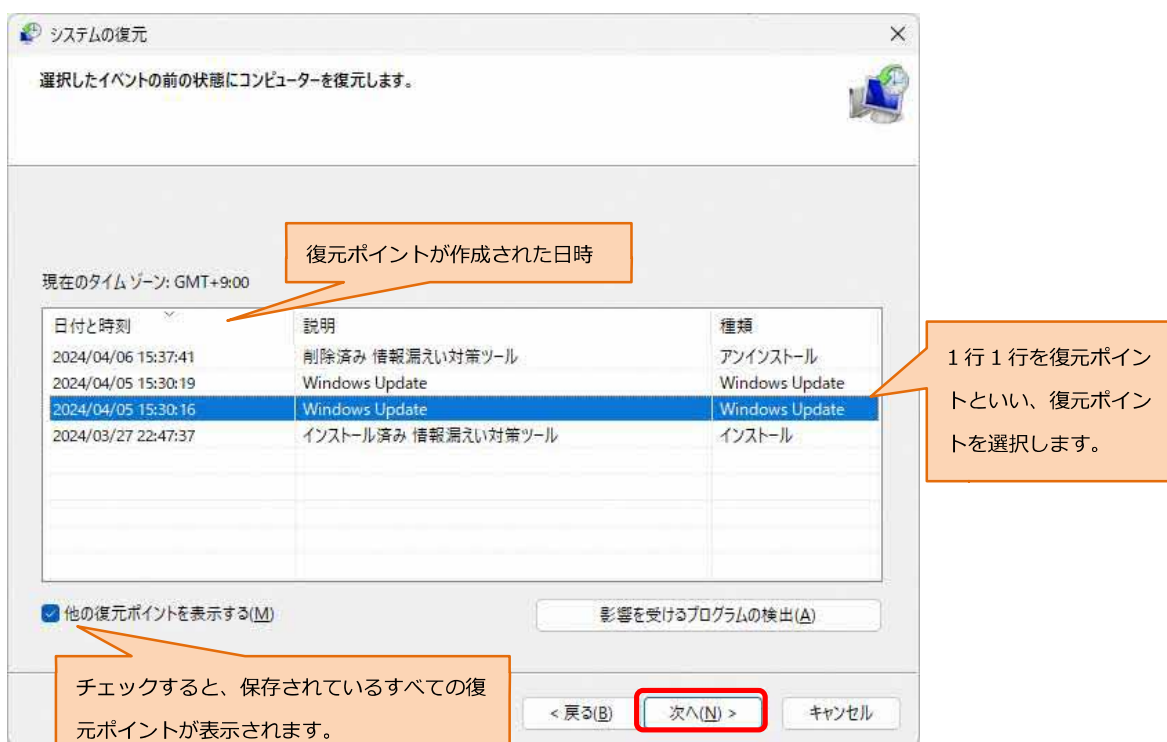 システムの復元
選択したイベントの前の状態にコンピューターを復元します。
復元ポイントが作成された日時
現在のタイム ゾーン: GMT+9:00
日付と時刻 説明 種類
2024/04/06 15:37:41 削除済み 情報漏えい対策ツール アンインストール
2024/04/05 15:30:19 Windows Update Windows Update
2024/04/05 15:30:16 Windows Update Windows Update
2024/03/27 22:47:37 インストール済み 情報漏えい対策ツール インストール
1 行 1 行を復元ポイン
トといい、復元ポイン
トを選択します。
他の復元ポイントを表示する(M) 影響を受けるプログラムの検出(A)
チェックすると、保存されているすべての復
元ポイントが表示されます。
< 戻る(B) 次へ(N) > キャンセル